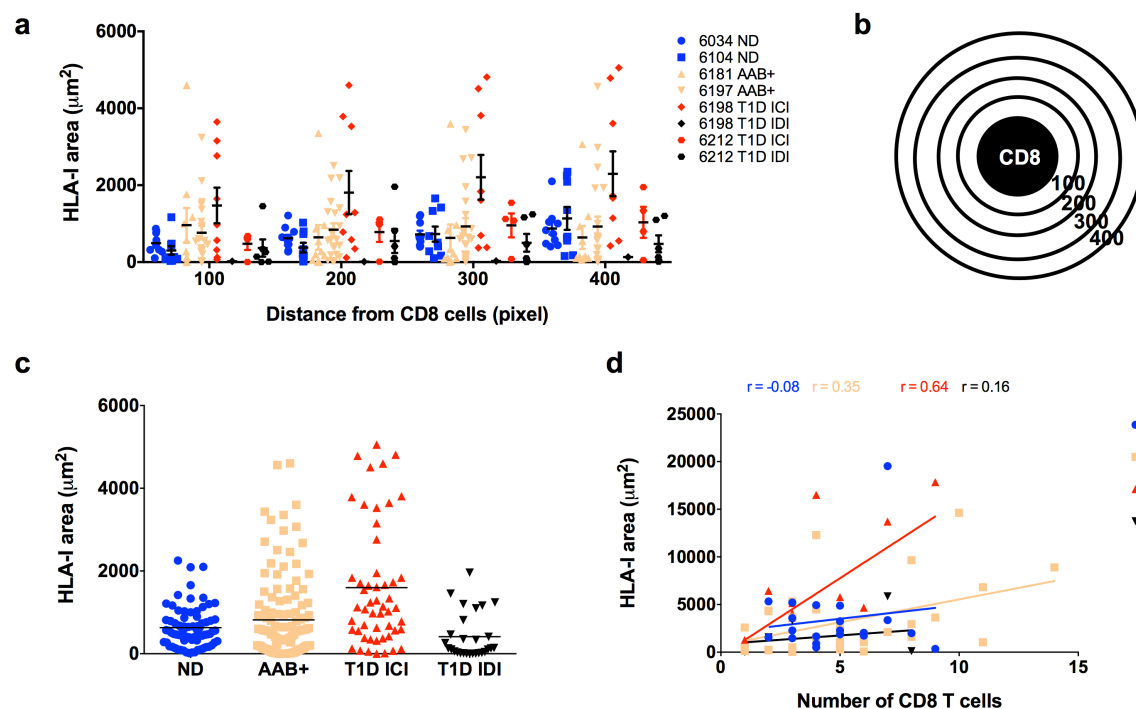 a
6000
4000
2000
0
HLA-I area (µm2)
100 200 300 400
Distance from CD8 cells (pixel)
6034 ND
6104 ND
6181 AAB+
6197 AAB+
6198 T1D ICI
6198 T1D IDI
6212 T1D ICI
6212 T1D IDI
b
CD8
100
200
300
400
c
6000
4000
2000
0
HLA-I area (µm2)
ND AAB+ T1D ICI T1D IDI
d
r = -0.08 r = 0.35 r = 0.64 r = 0.16
25000
20000
15000
10000
5000
0
HLA-I area (µm2)
0 5 10 15
Number of CD8 T cells